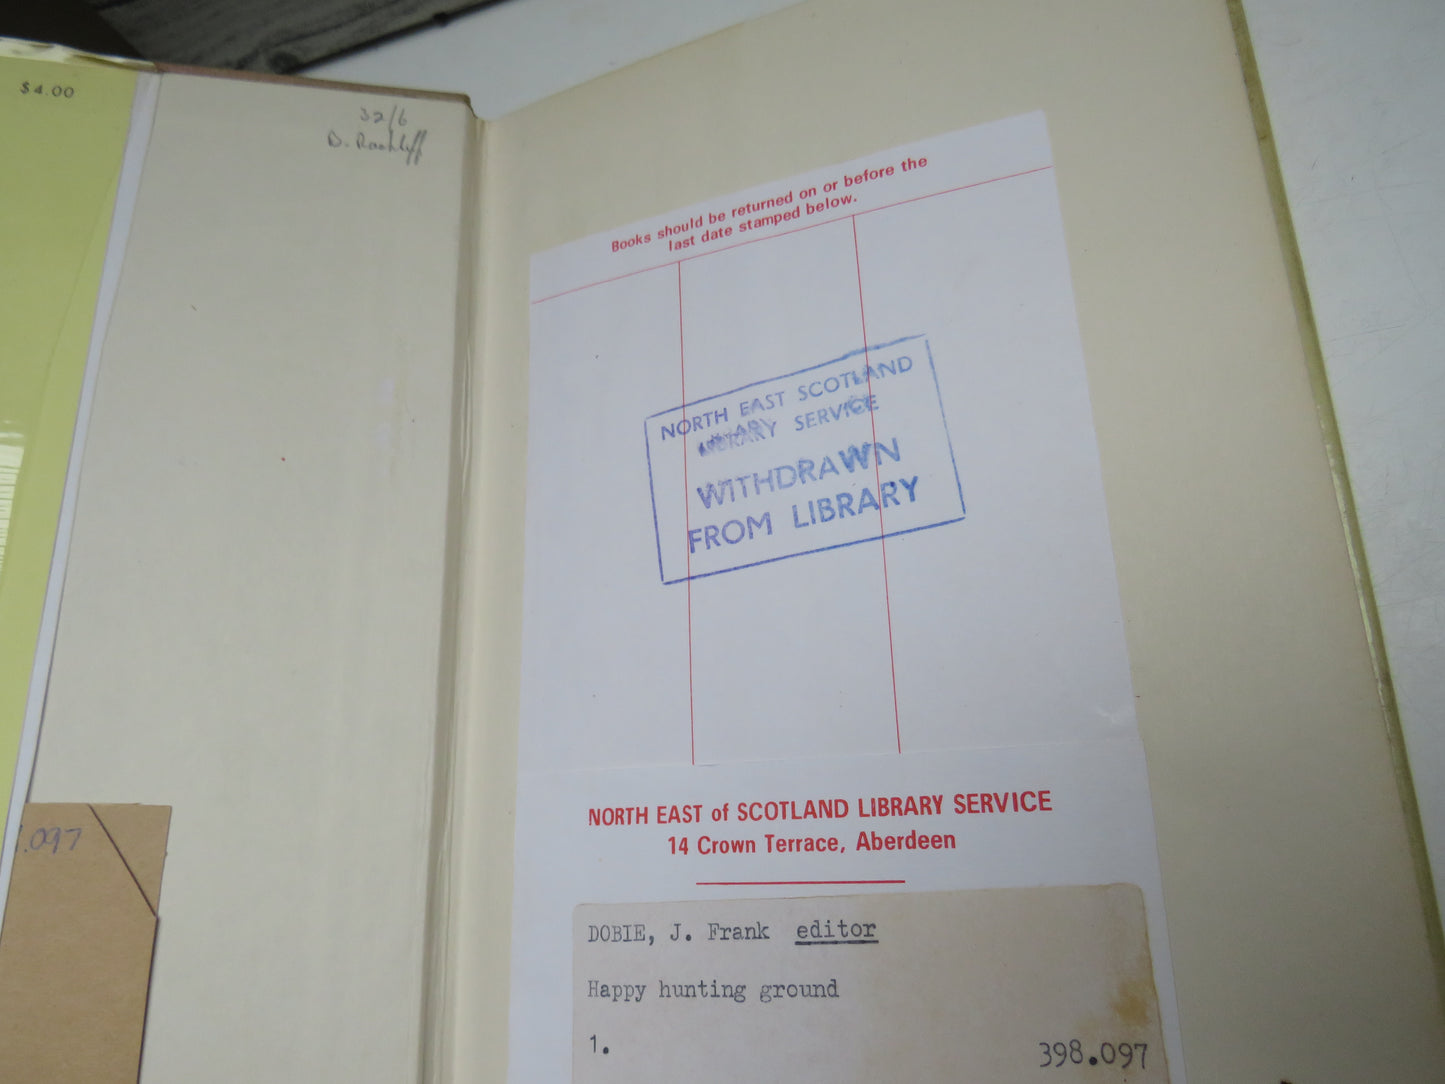 $4.00
32/6
.097
Books should be returned on or before the
last date stamped below.
NORTH EAST SCOTLAND
LIBRARY SERVICE
WITHDRAWN
FROM LIBRARY
NORTH EAST of SCOTLAND LIBRARY SERVICE
14 Crown Terrace, Aberdeen
DOBIE, J. Frank editor
Happy hunting ground
1.
398.097